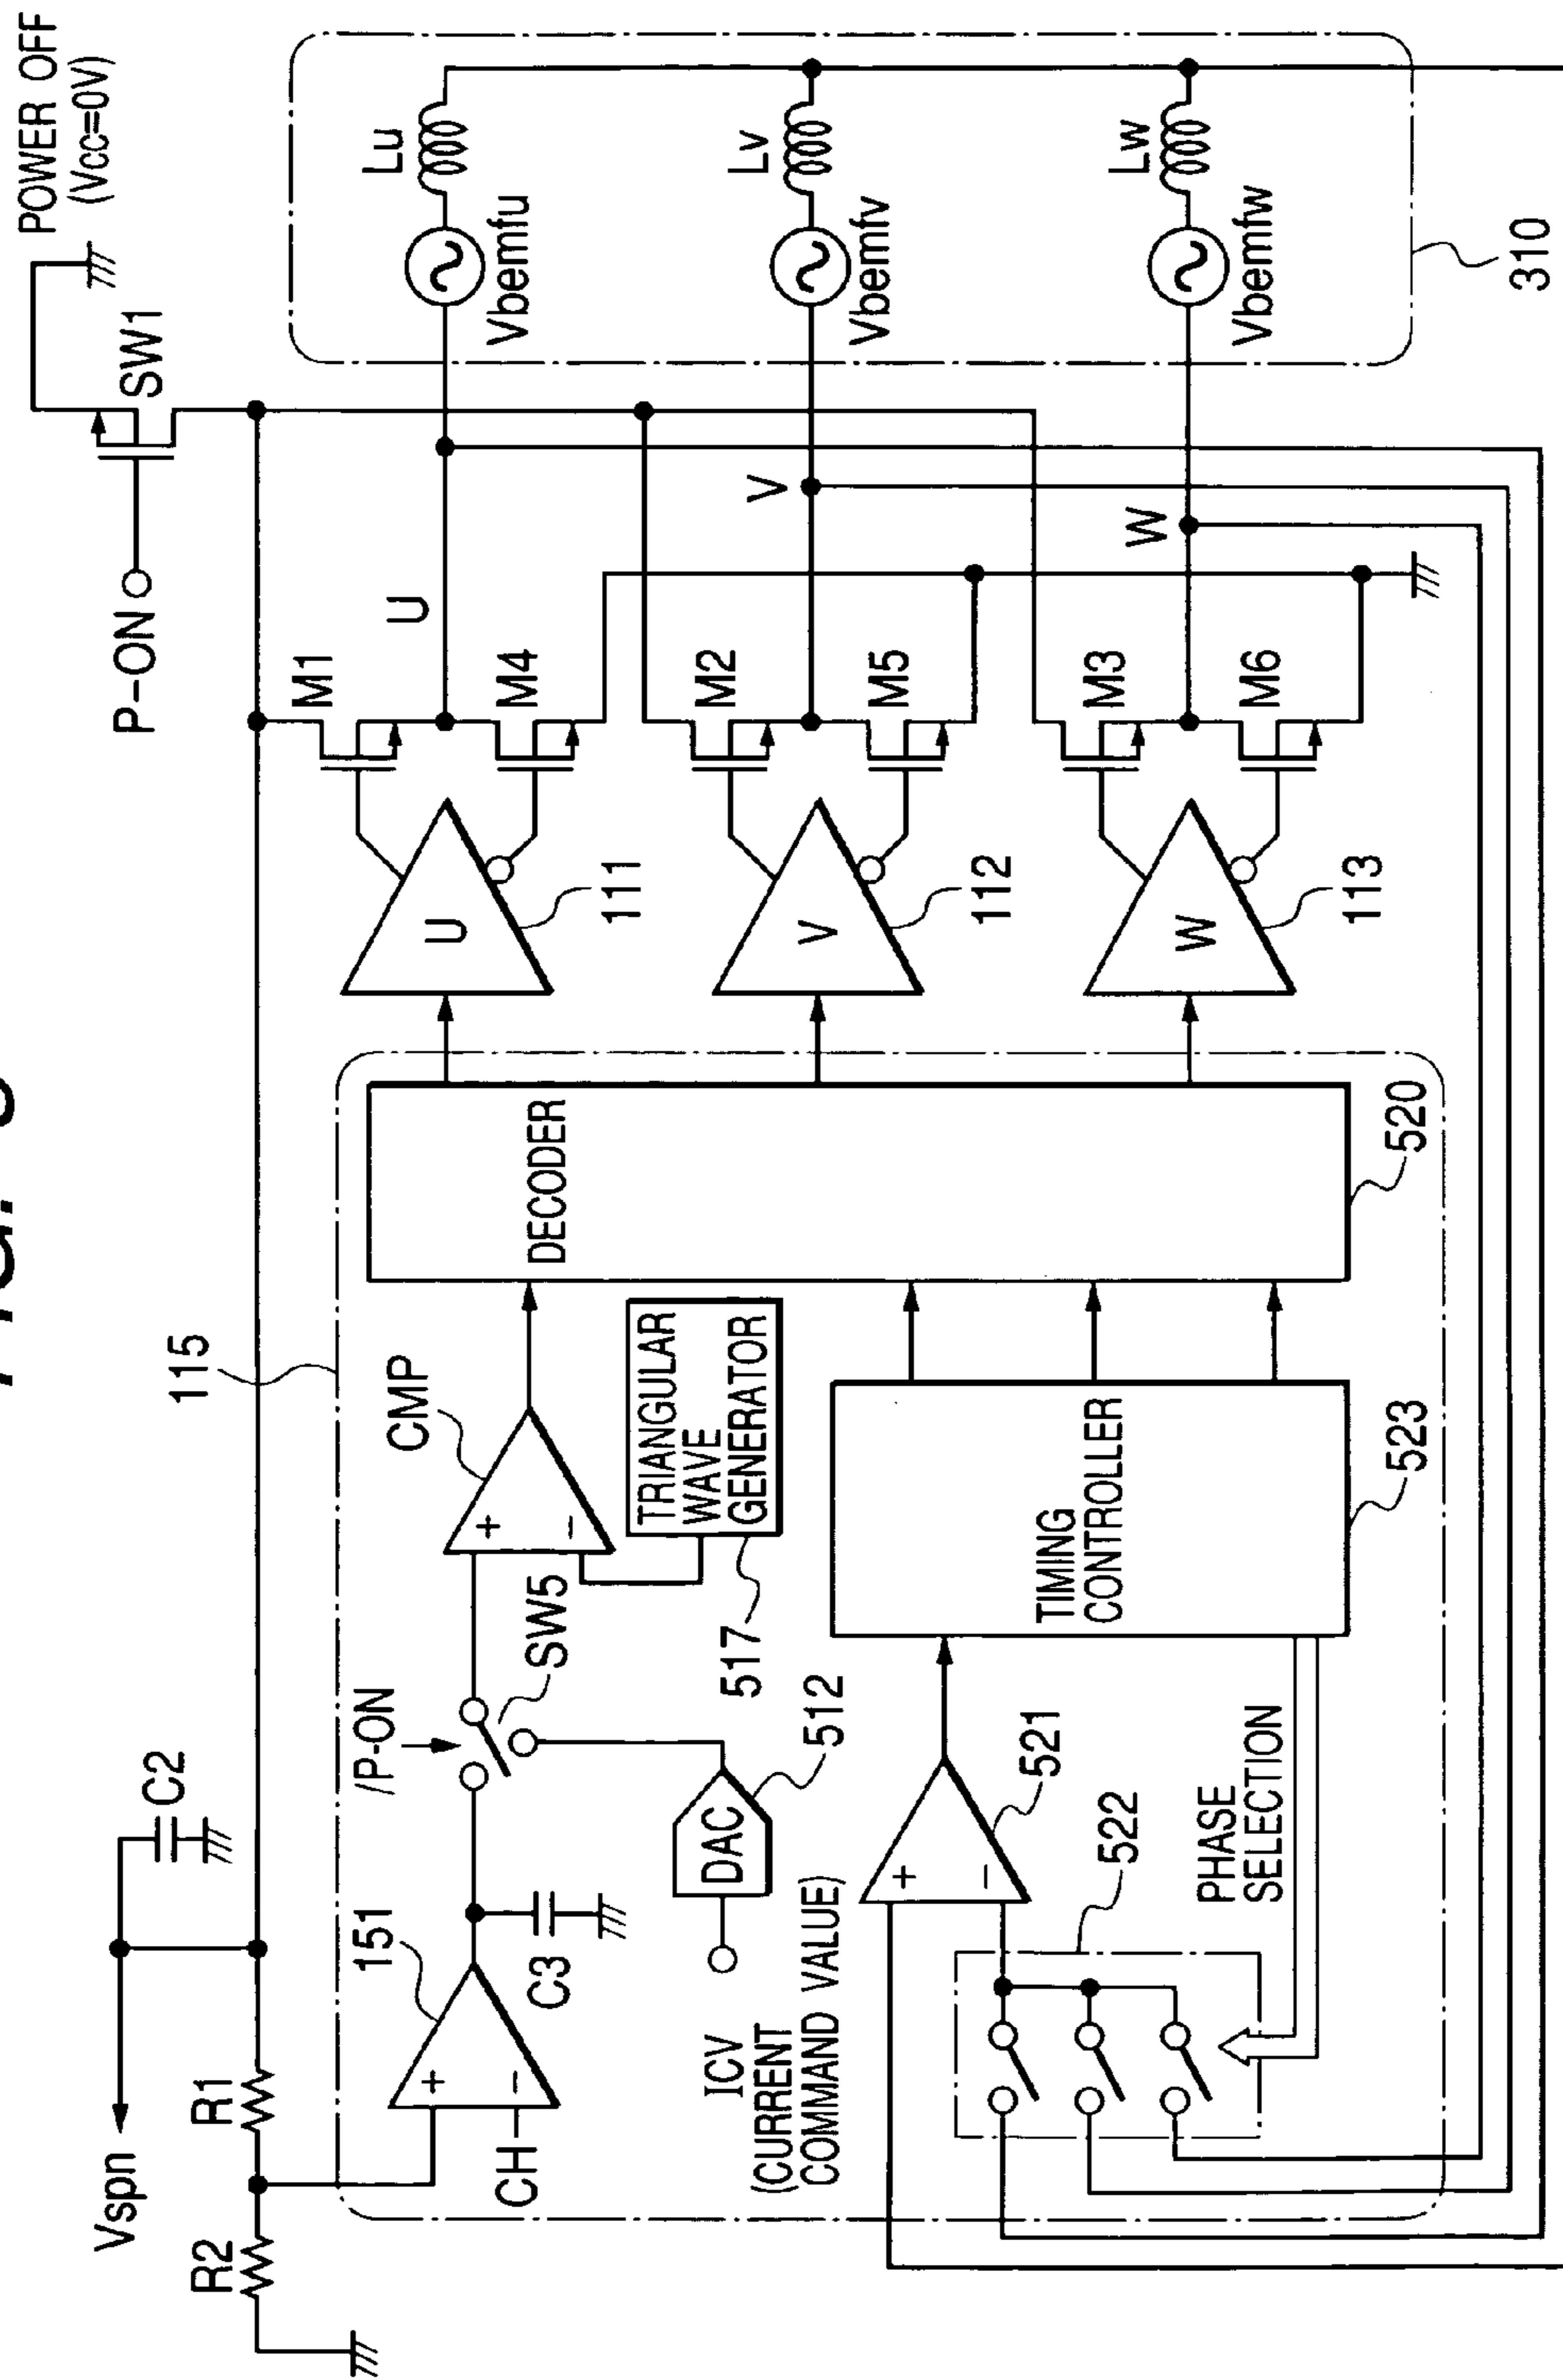 POWER OFF
(Vcc=0V)
SW1
P-ON
Vspn
C2
R2
R1
115
M1
M4
M2
M5
M3
M6
U
V
W
Lu
Vbemfu
Lv
Vbemfv
Lw
Vbemfw
310
U
111
V
112
W
113
151
+
−
CH
C3
/P-ON
SW5
CMP
+
−
TRIANGULAR
WAVE
GENERATOR
517
DAC
512
ICV
(CURRENT
COMMAND VALUE)
DECODER
520
+
−
521
522
PHASE
SELECTION
TIMING
CONTROLLER
523